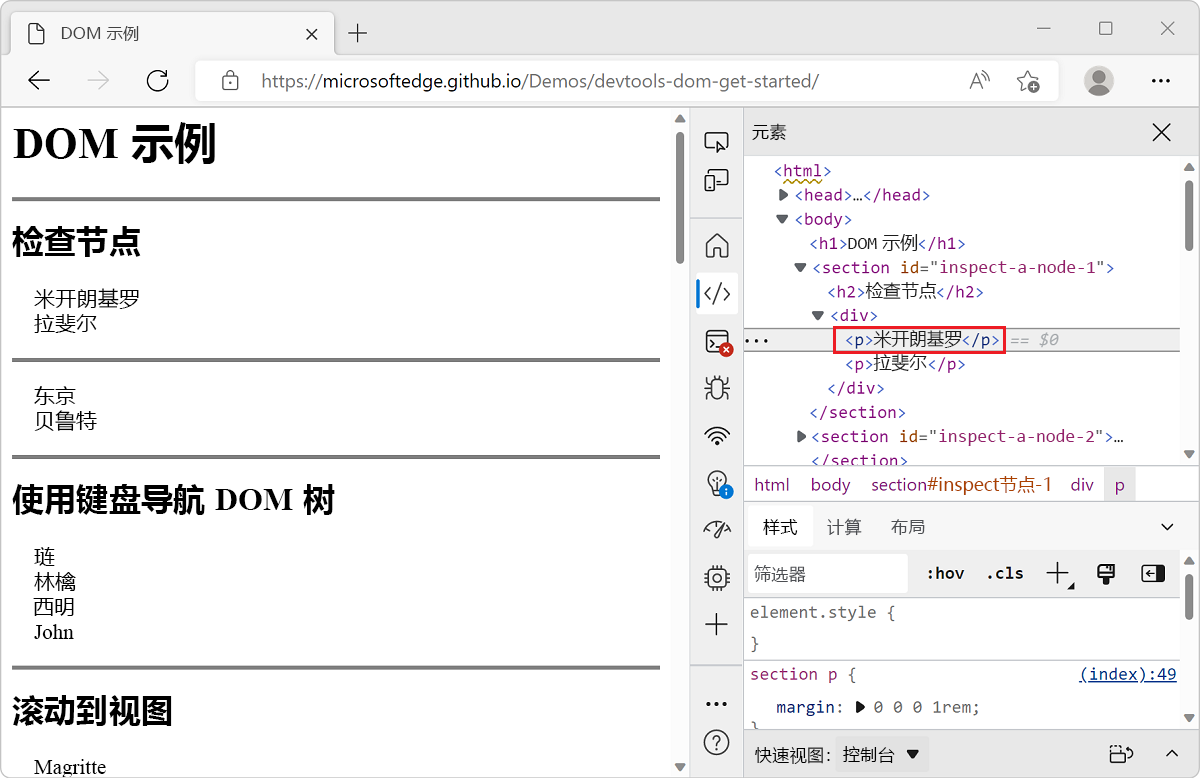 DOM 示例
https://microsoftedge.github.io/Demos/devtools-dom-get-started/
DOM 示例
检查节点
米开朗基罗
拉斐尔
东京
贝鲁特
使用键盘导航 DOM 树
琏
林檎
西明
John
滚动到视图
Magritte
元素
<html>
<head>…</head>
<body>
<h1>DOM 示例</h1>
<section id="inspect-a-node-1">
<h2>检查节点</h2>
<div>
<p>米开朗基罗</p> == $0
<p>拉斐尔</p>
</div>
</section>
<section id="inspect-a-node-2">…
</section>
html body section#inspect节点-1 div p
样式 计算 布局
筛选器 :hov .cls
element.style {
}
section p { (index):49
margin: 0 0 0 1rem;
}
快速视图: 控制台